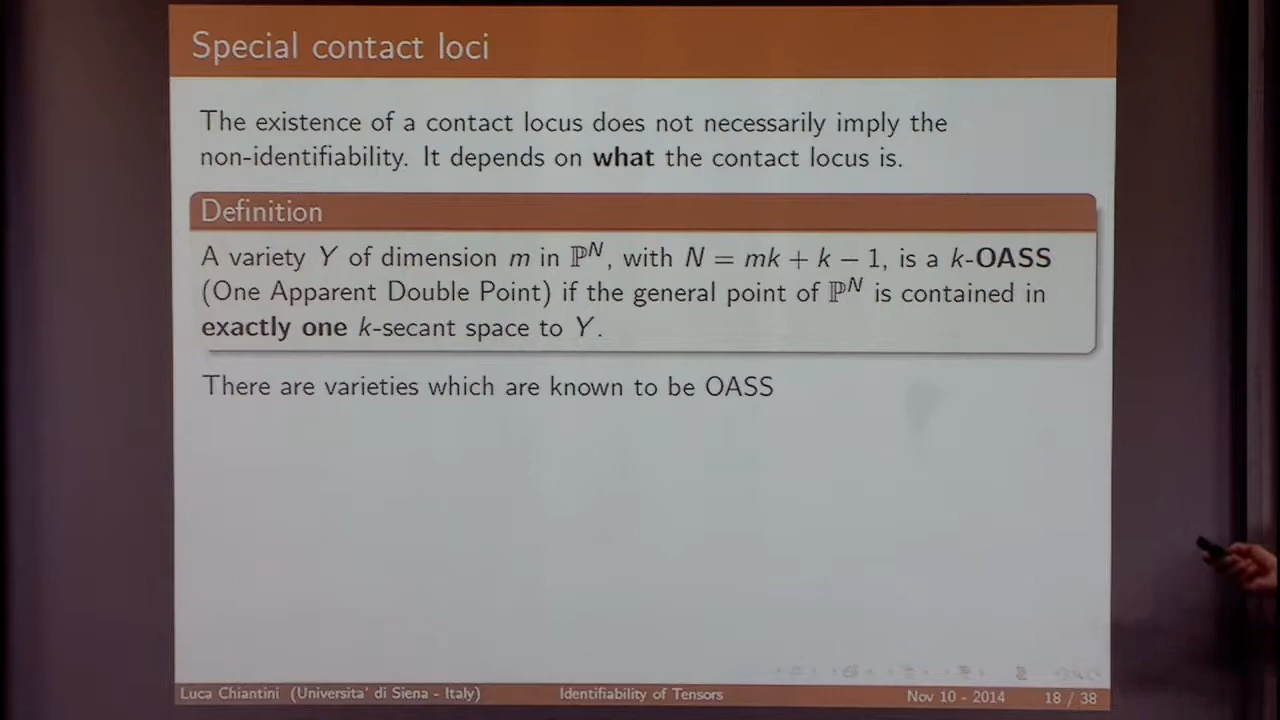 Special contact loci
The existence of a contact locus does not necessarily imply the
non-identifiability. It depends on what the contact locus is.
Definition
A variety Y of dimension m in ℙᴺ, with N = mk + k − 1, is a k-OASS
(One Apparent Double Point) if the general point of ℙᴺ is contained in
exactly one k-secant space to Y.
There are varieties which are known to be OASS
Luca Chiantini (Universita' di Siena - Italy) Identifiability of Tensors Nov 10 - 2014 18 / 38